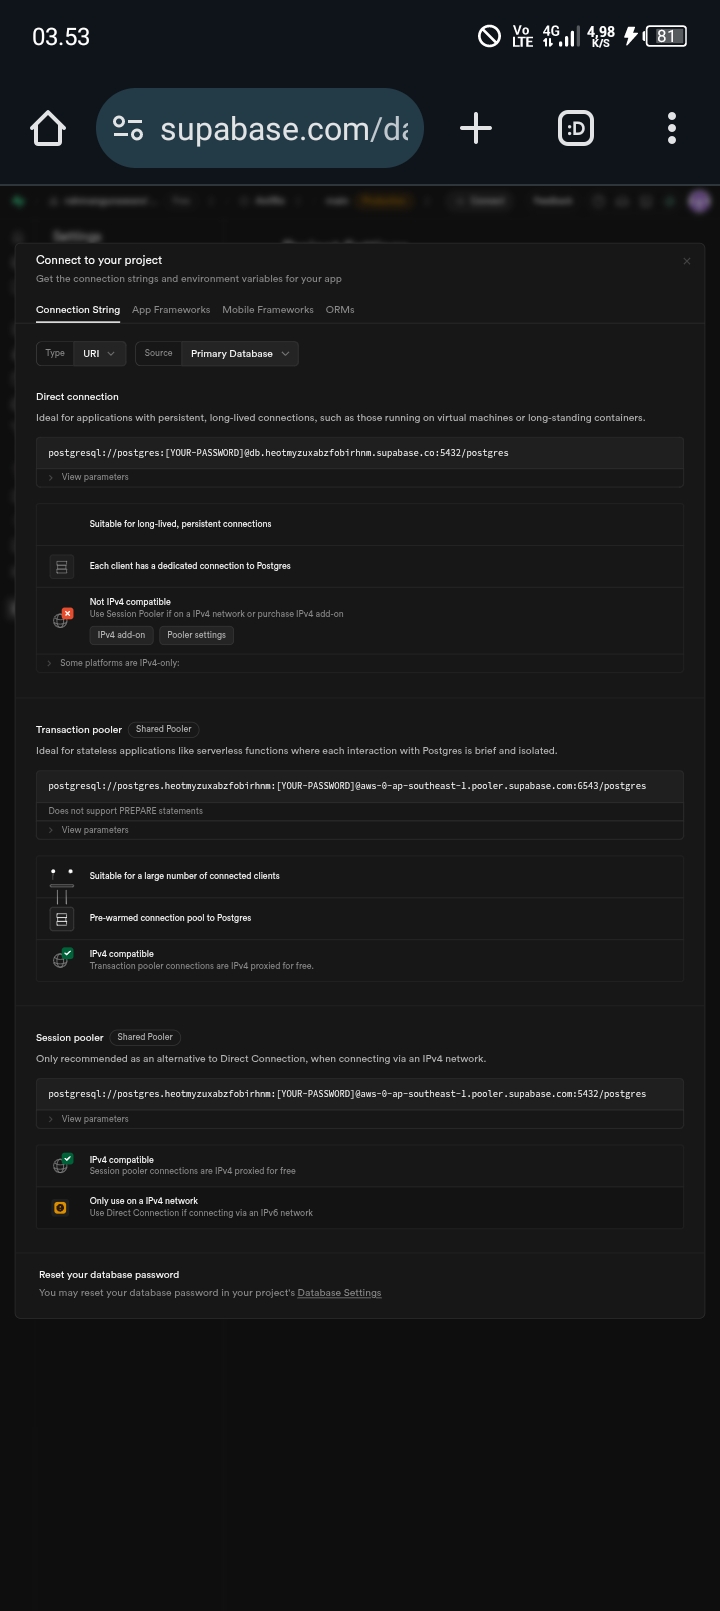 03.53
Vo
LTE
4G
4,98
K/S
81
supabase.com/da
:D
Settings
Connect to your project
Get the connection strings and environment variables for your app
Connection String App Frameworks Mobile Frameworks ORMs
Type URI Source Primary Database
Direct connection
Ideal for applications with persistent, long-lived connections, such as those running on virtual machines or long-standing containers.
postgresql://postgres:[YOUR-PASSWORD]@db.heotmyzuxabzfobirhnm.supabase.co:5432/postgres
View parameters
Suitable for long-lived, persistent connections
Each client has a dedicated connection to Postgres
Not IPv4 compatible
Use Session Pooler if on a IPv4 network or purchase IPv4 add-on
IPv4 add-on Pooler settings
Some platforms are IPv4-only:
Transaction pooler Shared Pooler
Ideal for stateless applications like serverless functions where each interaction with Postgres is brief and isolated.
postgresql://postgres.heotmyzuxabzfobirhnm:[YOUR-PASSWORD]@aws-0-ap-southeast-1.pooler.supabase.com:6543/postgres
Does not support PREPARE statements
View parameters
Suitable for a large number of connected clients
Pre-warmed connection pool to Postgres
IPv4 compatible
Transaction pooler connections are IPv4 proxied for free.
Session pooler Shared Pooler
Only recommended as an alternative to Direct Connection, when connecting via an IPv4 network.
postgresql://postgres.heotmyzuxabzfobirhnm:[YOUR-PASSWORD]@aws-0-ap-southeast-1.pooler.supabase.com:5432/postgres
View parameters
IPv4 compatible
Session pooler connections are IPv4 proxied for free
Only use on a IPv4 network
Use Direct Connection if connecting via an IPv6 network
Reset your database password
You may reset your database password in your project's Database Settings